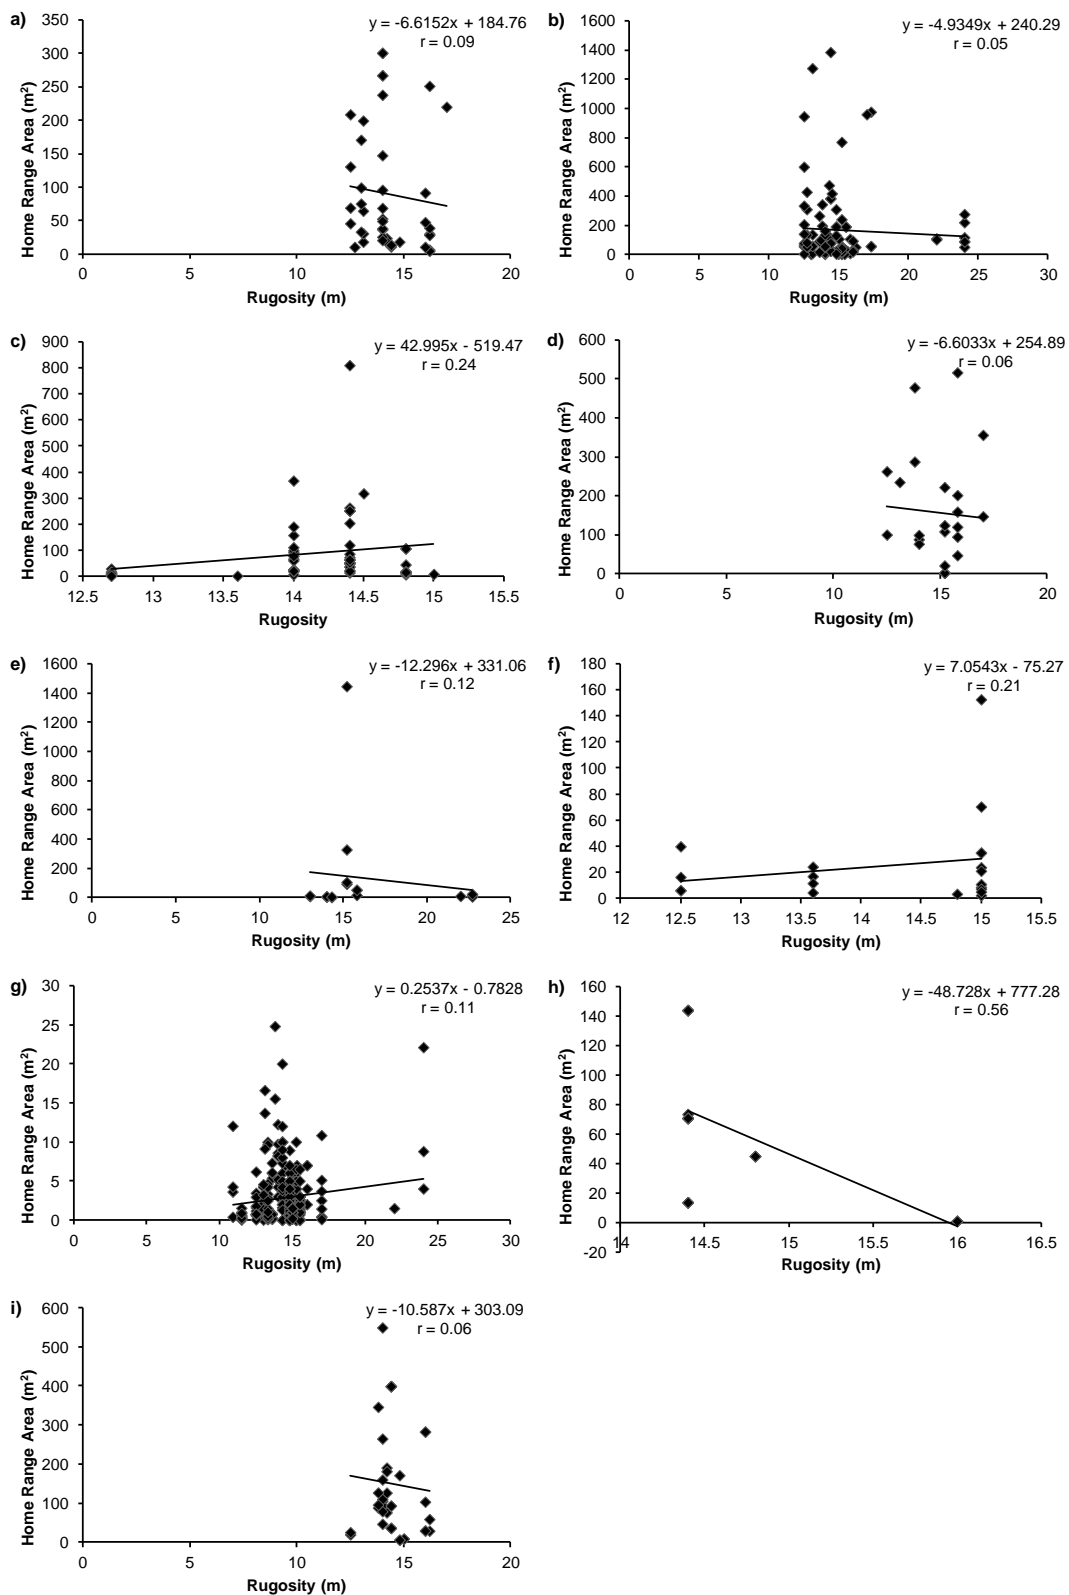 a)
y = -6.6152x + 184.76
r = 0.09
Home Range Area (m²)
350
300
250
200
150
100
50
0
0 5 10 15 20
Rugosity (m)
b)
y = -4.9349x + 240.29
r = 0.05
Home Range Area (m²)
1600
1400
1200
1000
800
600
400
200
0
0 5 10 15 20 25 30
Rugosity (m)
c)
y = 42.995x - 519.47
r = 0.24
Home Range Area (m²)
900
800
700
600
500
400
300
200
100
0
12.5 13 13.5 14 14.5 15 15.5
Rugosity
d)
y = -6.6033x + 254.89
r = 0.06
Home Range Area (m²)
600
500
400
300
200
100
0
0 5 10 15 20
Rugosity (m)
e)
y = -12.296x + 331.06
r = 0.12
Home Range Area (m²)
1600
1400
1200
1000
800
600
400
200
0
0 5 10 15 20 25
Rugosity (m)
f)
y = 7.0543x - 75.27
r = 0.21
Home Range Area (m²)
180
160
140
120
100
80
60
40
20
0
12 12.5 13 13.5 14 14.5 15 15.5
Rugosity (m)
g)
y = 0.2537x - 0.7828
r = 0.11
Home Range Area (m²)
30
25
20
15
10
5
0
0 5 10 15 20 25 30
Rugosity (m)
h)
y = -48.728x + 777.28
r = 0.56
Home Range Area (m²)
160
140
120
100
80
60
40
20
0
-20
14 14.5 15 15.5 16 16.5
Rugosity (m)
i)
y = -10.587x + 303.09
r = 0.06
Home Range Area (m²)
600
500
400
300
200
100
0
0 5 10 15 20
Rugosity (m)